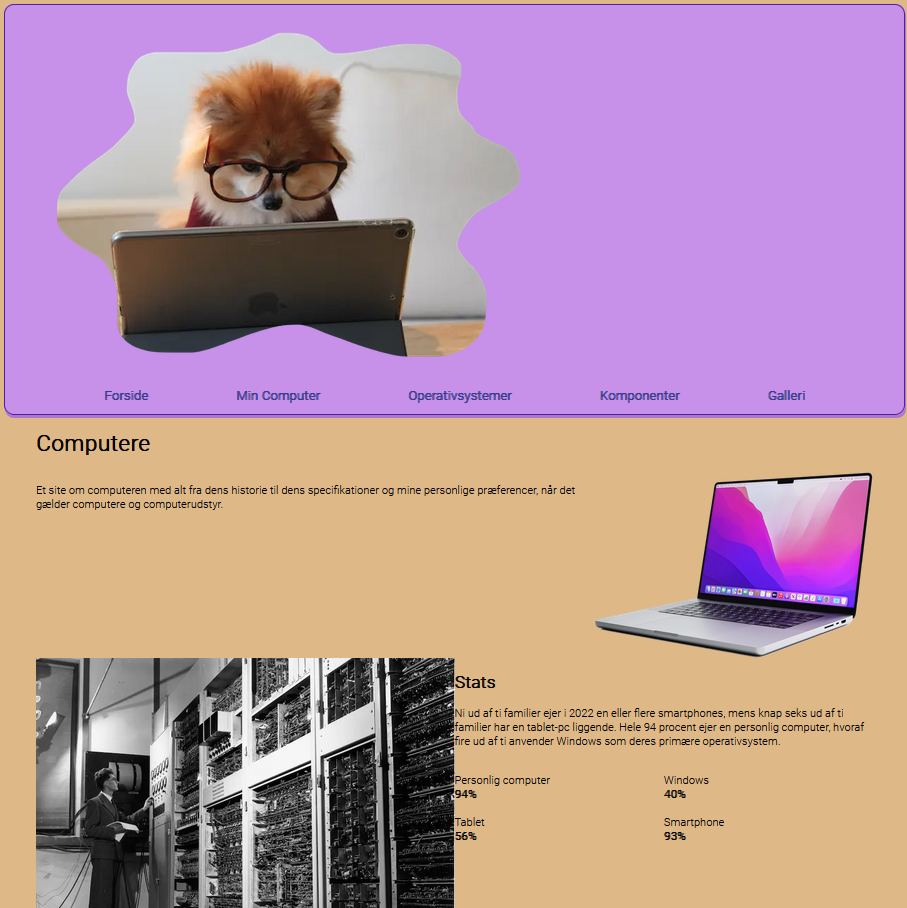 Forside Min Computer Operativsystemer Komponenter Galleri
Computere
Et site om computeren med alt fra dens historie til dens specifikationer og mine personlige præferencer, når det
gælder computere og computerudstyr.
Stats
Ni ud af ti familier ejer i 2022 en eller flere smartphones, mens knap seks ud af ti
familier har en tablet-pc liggende. Hele 94 procent ejer en personlig computer, hvoraf
fire ud af ti anvender Windows som deres primære operativsystem.
Personlig computer
94%
Windows
40%
Tablet
56%
Smartphone
93%